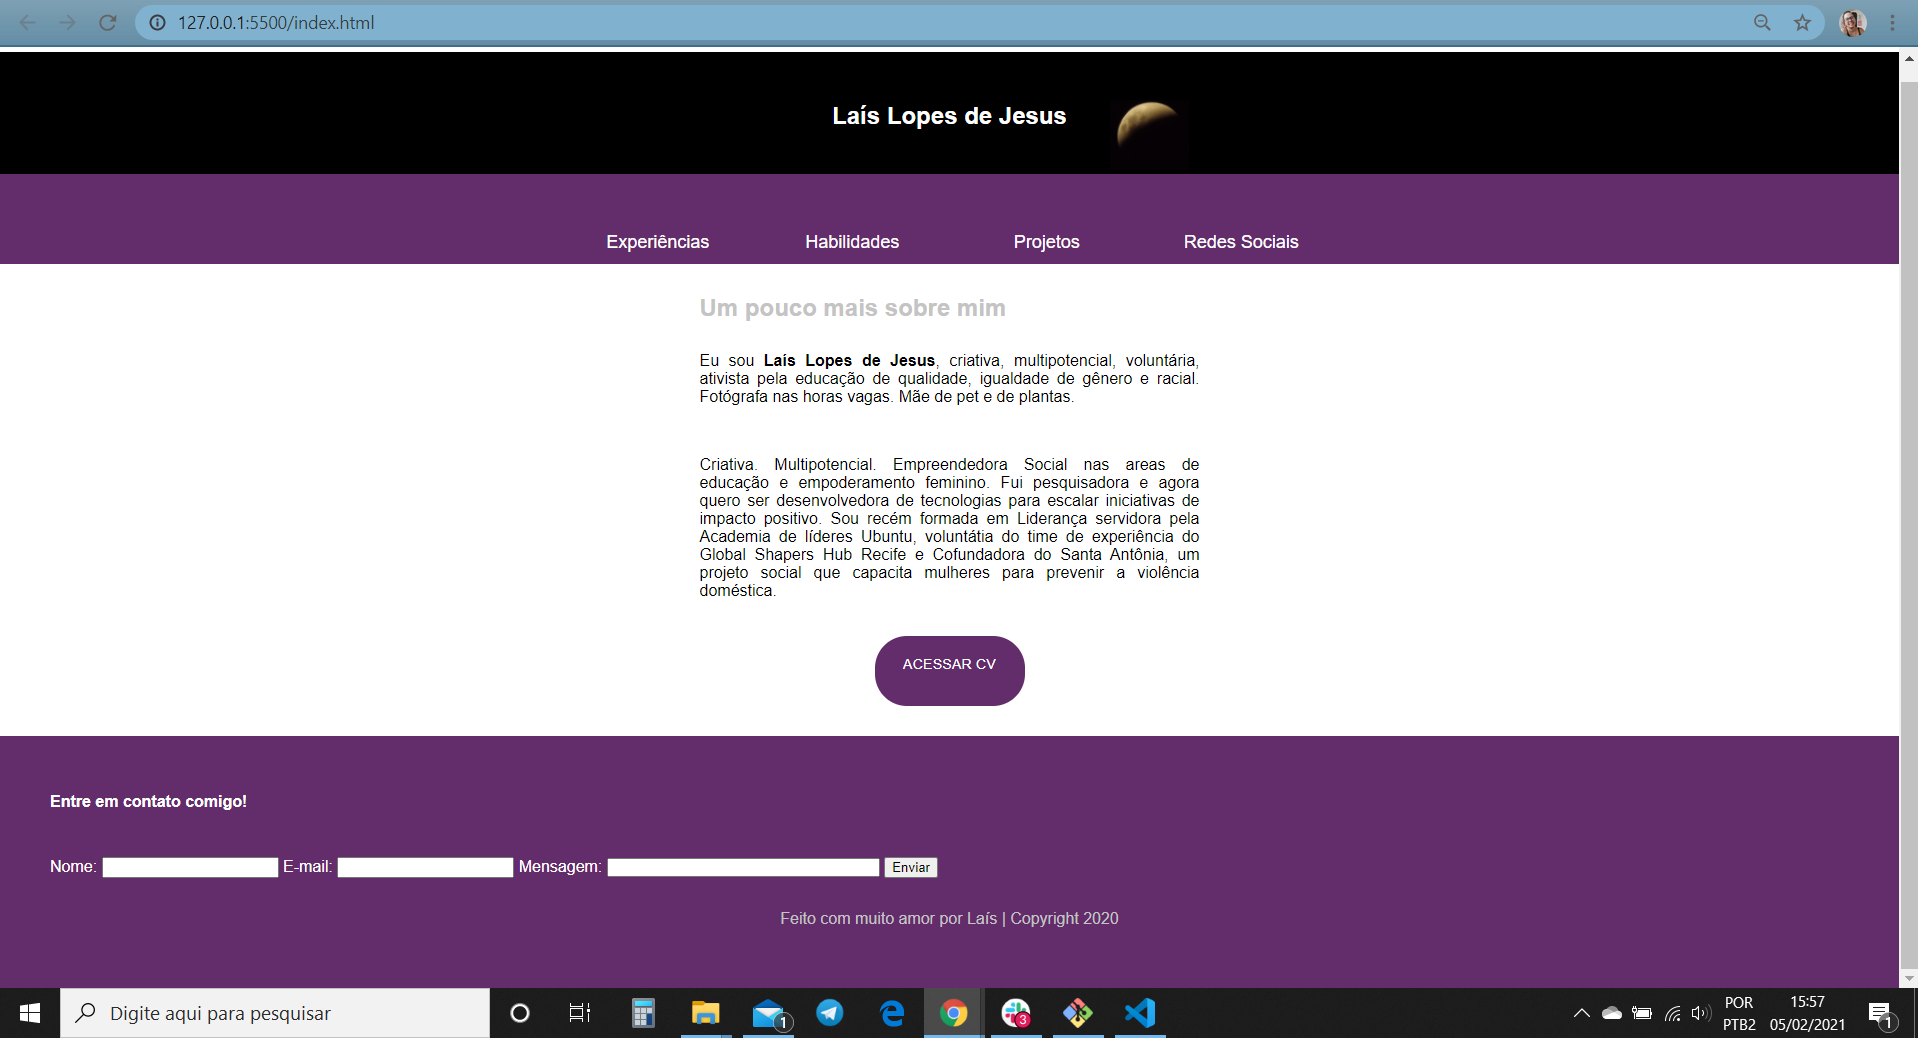 127.0.0.1:5500/index.html
Laís Lopes de Jesus
Experiências Habilidades Projetos Redes Sociais
Um pouco mais sobre mim
Eu sou Laís Lopes de Jesus, criativa, multipotencial, voluntária,
ativista pela educação de qualidade, igualdade de gênero e racial.
Fotógrafa nas horas vagas. Mãe de pet e de plantas.
Criativa. Multipotencial. Empreendedora Social nas areas de
educação e empoderamento feminino. Fui pesquisadora e agora
quero ser desenvolvedora de tecnologias para escalar iniciativas de
impacto positivo. Sou recém formada em Liderança servidora pela
Academia de líderes Ubuntu, voluntátia do time de experiência do
Global Shapers Hub Recife e Cofundadora do Santa Antônia, um
projeto social que capacita mulheres para prevenir a violência
doméstica.
ACESSAR CV
Entre em contato comigo!
Nome: E-mail: Mensagem: Enviar
Feito com muito amor por Laís | Copyright 2020
Digite aqui para pesquisar
1
3
POR
PTB2
15:57
05/02/2021
1